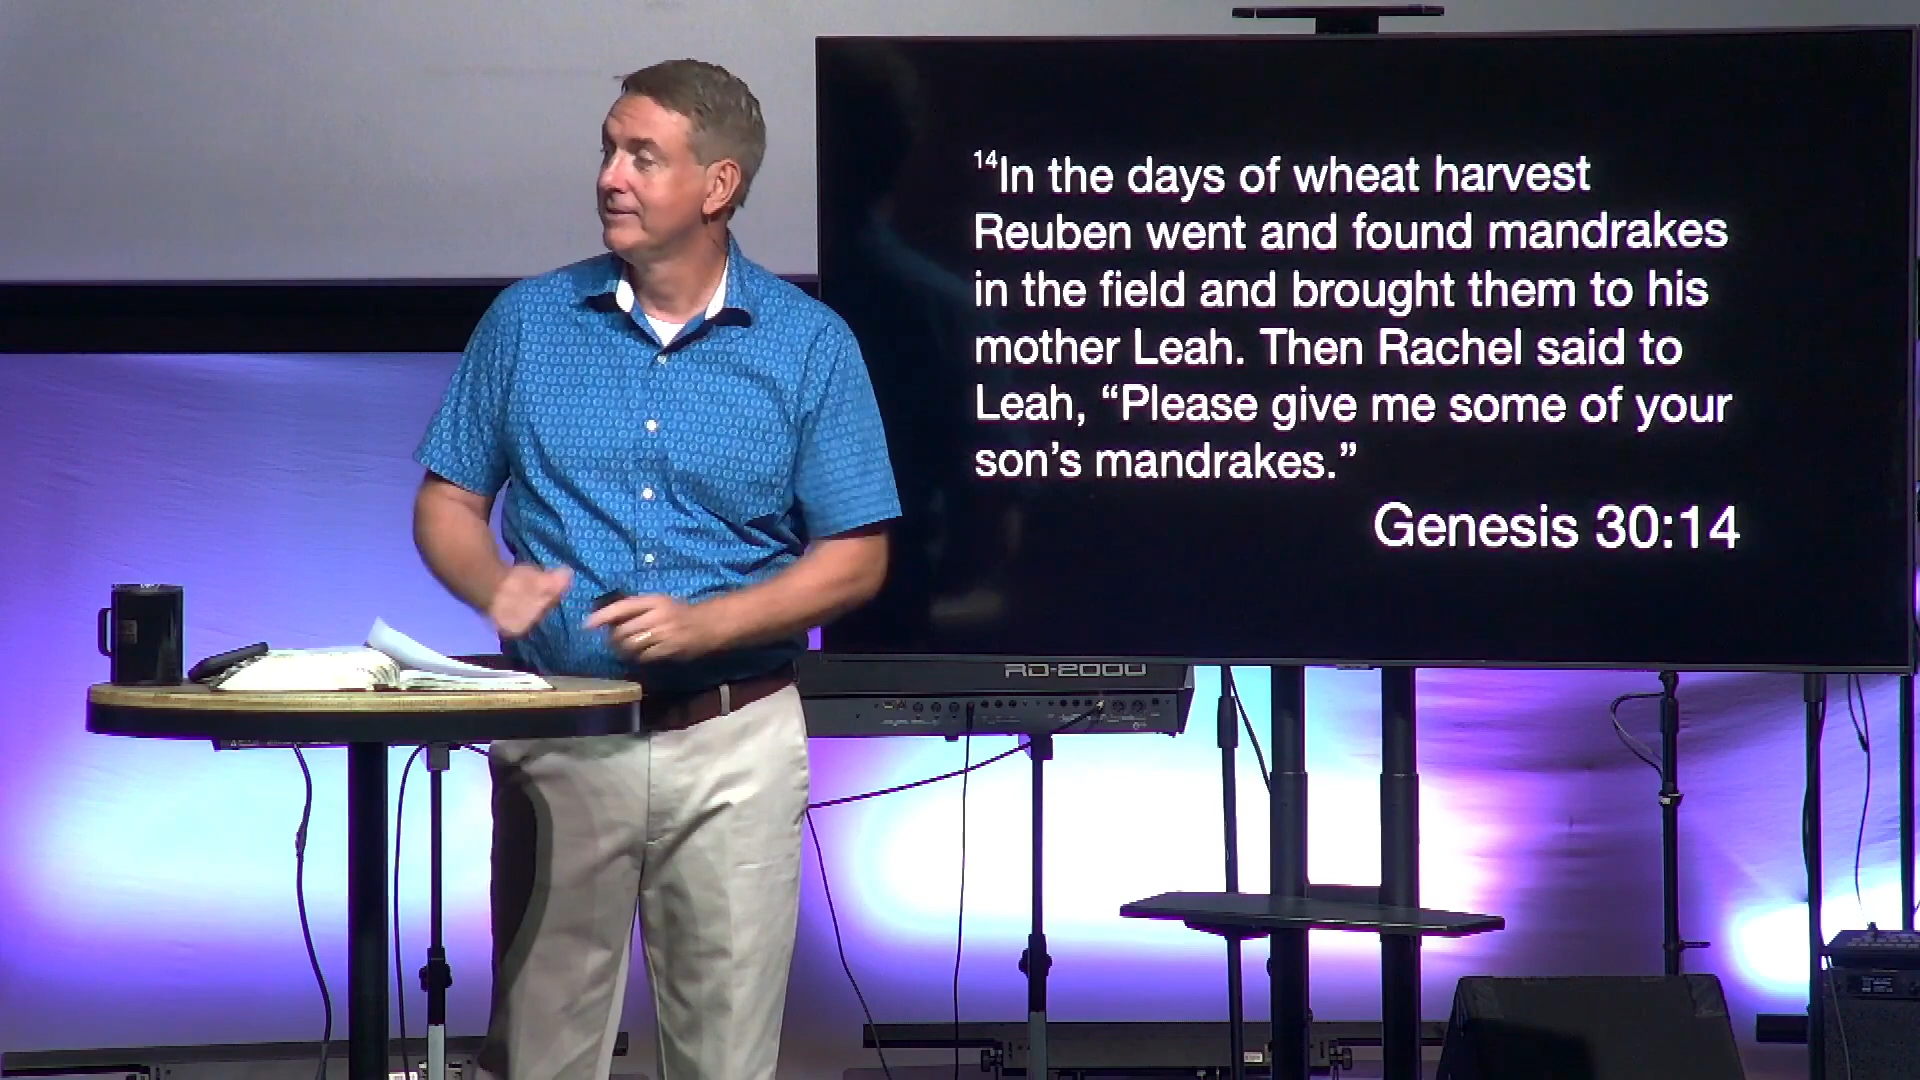 14In the days of wheat harvest
Reuben went and found mandrakes
in the field and brought them to his
mother Leah. Then Rachel said to
Leah, “Please give me some of your
son’s mandrakes.”
Genesis 30:14
RD-2000